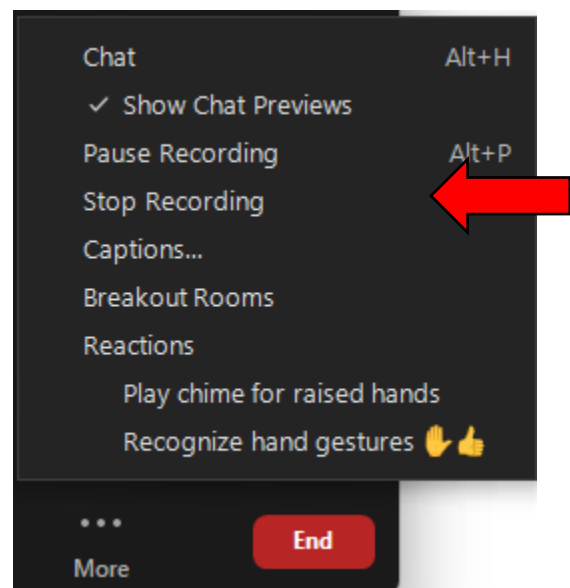 Chat Alt+H
✓ Show Chat Previews
Pause Recording Alt+P
Stop Recording
Captions...
Breakout Rooms
Reactions
Play chime for raised hands
Recognize hand gestures ✋👍
More
End